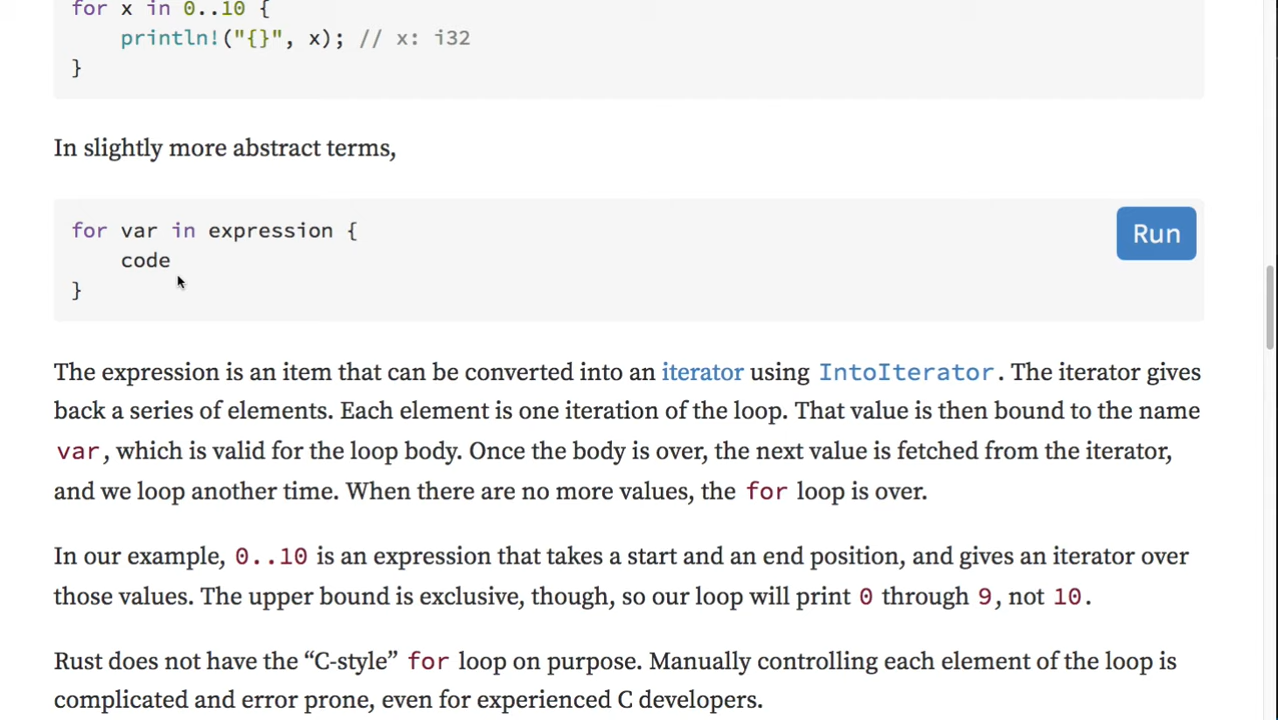 for x in 0..10 {
    println!("{}", x); // x: i32
}
In slightly more abstract terms,
for var in expression {
    code
}
Run
The expression is an item that can be converted into an iterator using IntoIterator. The iterator gives
back a series of elements. Each element is one iteration of the loop. That value is then bound to the name
var, which is valid for the loop body. Once the body is over, the next value is fetched from the iterator,
and we loop another time. When there are no more values, the for loop is over.
In our example, 0..10 is an expression that takes a start and an end position, and gives an iterator over
those values. The upper bound is exclusive, though, so our loop will print 0 through 9, not 10.
Rust does not have the “C-style” for loop on purpose. Manually controlling each element of the loop is
complicated and error prone, even for experienced C developers.